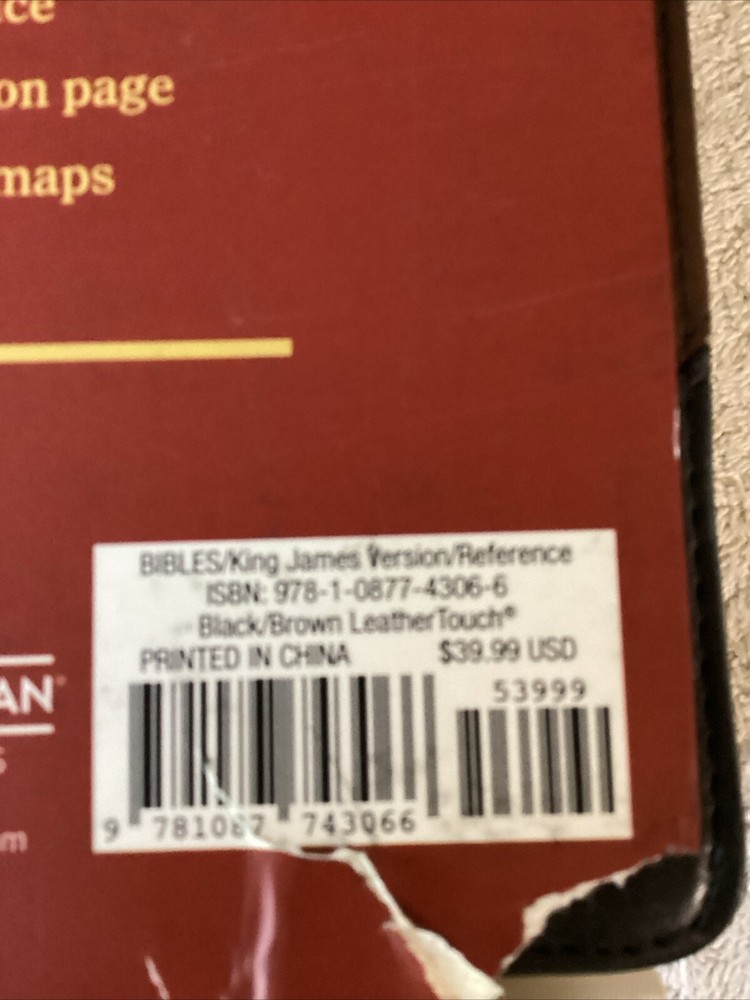 ce
on page
maps
BIBLES/King James Version/Reference
ISBN: 978-1-0877-4306-6
Black/Brown LeatherTouch®
PRINTED IN CHINA $39.99 USD
53999
AN
S
m
9 781087 743066